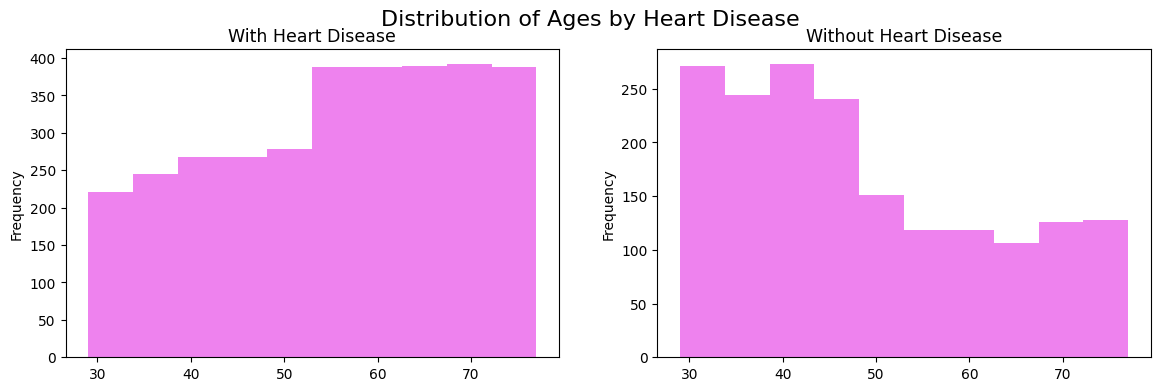 Distribution of Ages by Heart Disease
With Heart Disease
Frequency
400
350
300
250
200
150
100
50
0
30 40 50 60 70
Without Heart Disease
Frequency
250
200
150
100
50
0
30 40 50 60 70